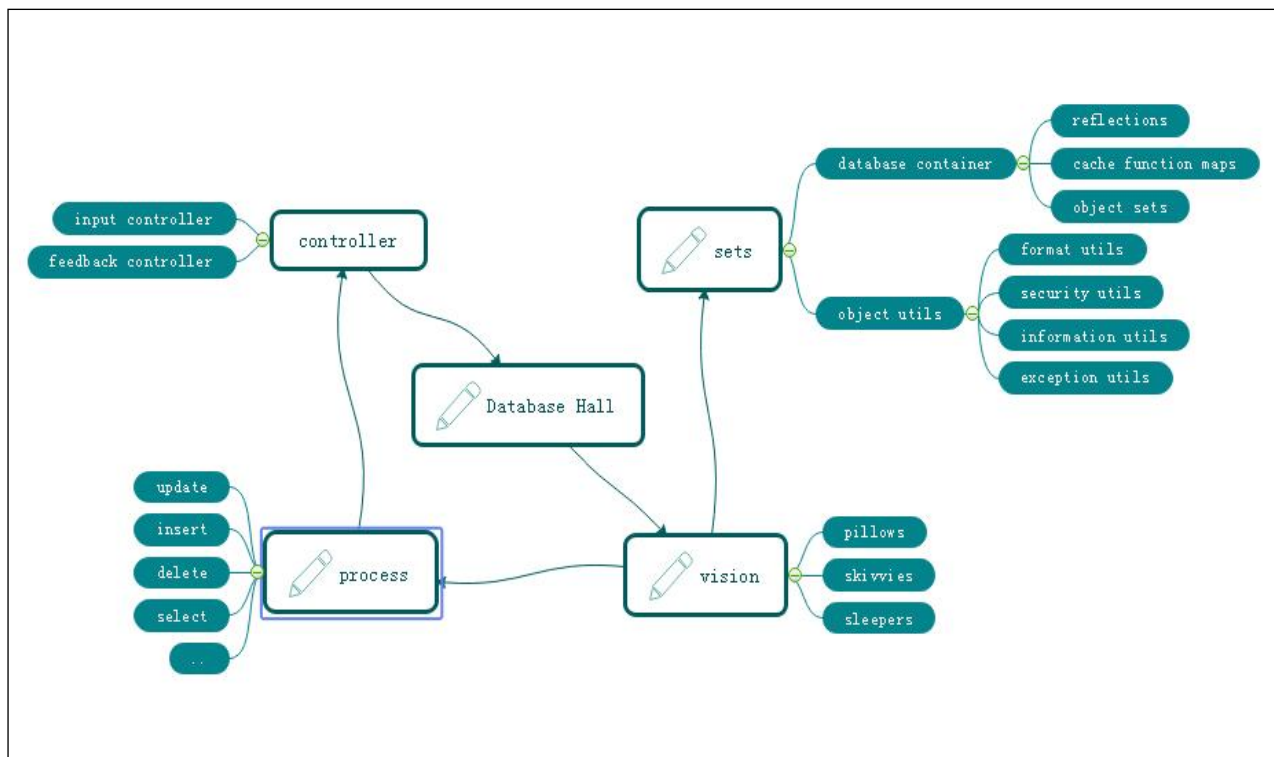 reflections
database container
cache function maps
object sets
input controller
controller
feedback controller
sets
format utils
security utils
object utils
information utils
exception utils
Database Hall
update
insert
process
delete
select
..
pillows
vision
skivvies
sleepers